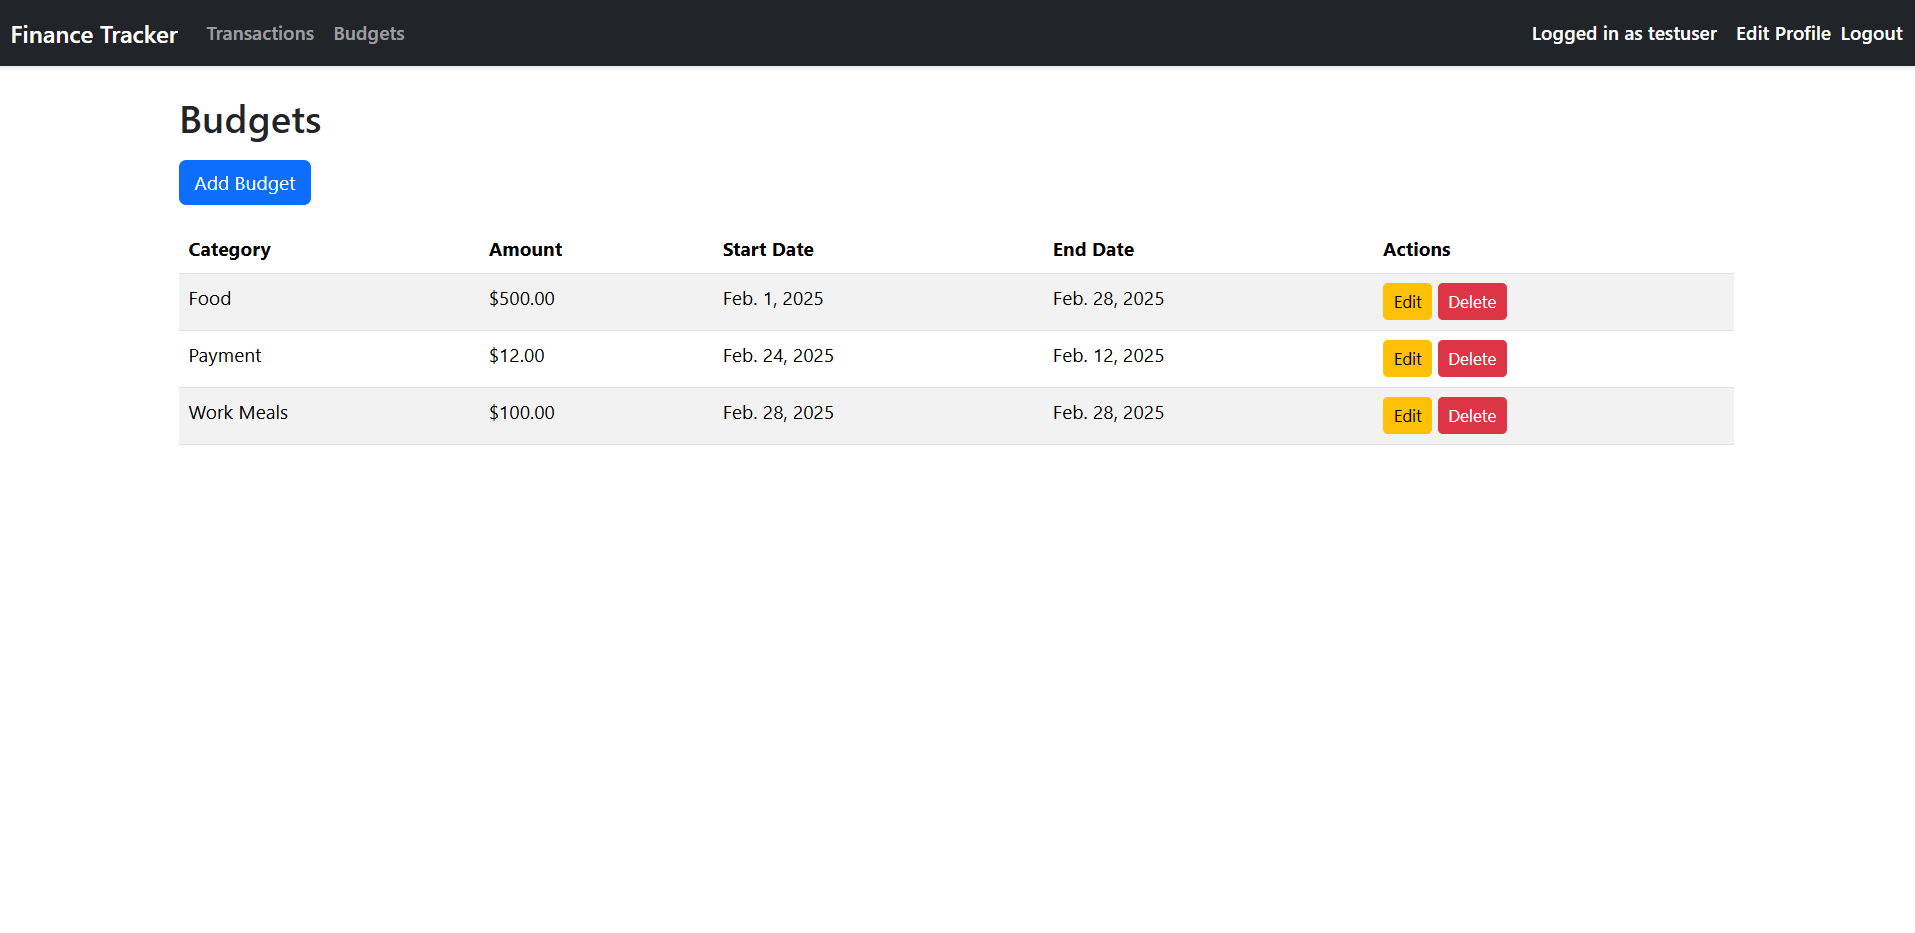 Finance Tracker Transactions Budgets Logged in as testuser Edit Profile Logout
Budgets
Add Budget
Category Amount Start Date End Date Actions
Food $500.00 Feb. 1, 2025 Feb. 28, 2025 Edit Delete
Payment $12.00 Feb. 24, 2025 Feb. 12, 2025 Edit Delete
Work Meals $100.00 Feb. 28, 2025 Feb. 28, 2025 Edit Delete